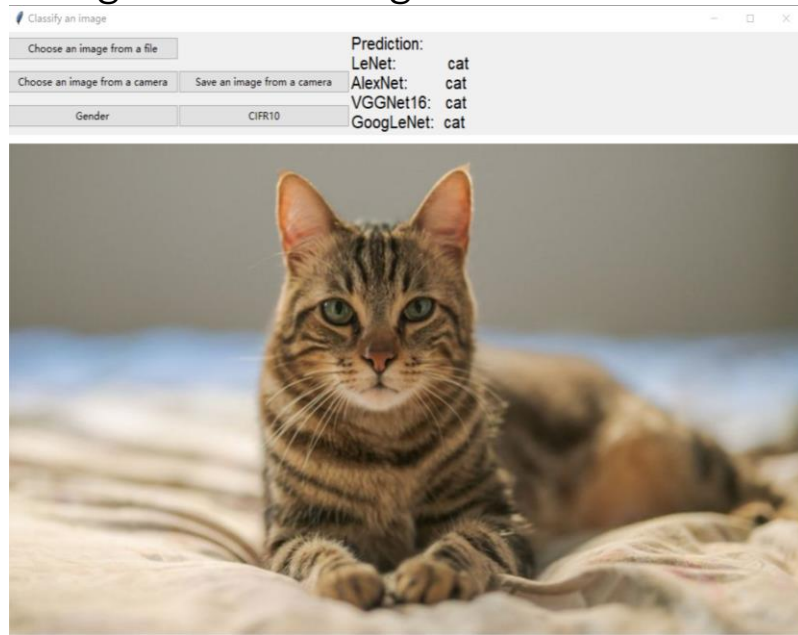 Classify an image
Choose an image from a file
Choose an image from a camera
Save an image from a camera
Gender
CIFR10
Prediction:
LeNet: cat
AlexNet: cat
VGGNet16: cat
GoogLeNet: cat